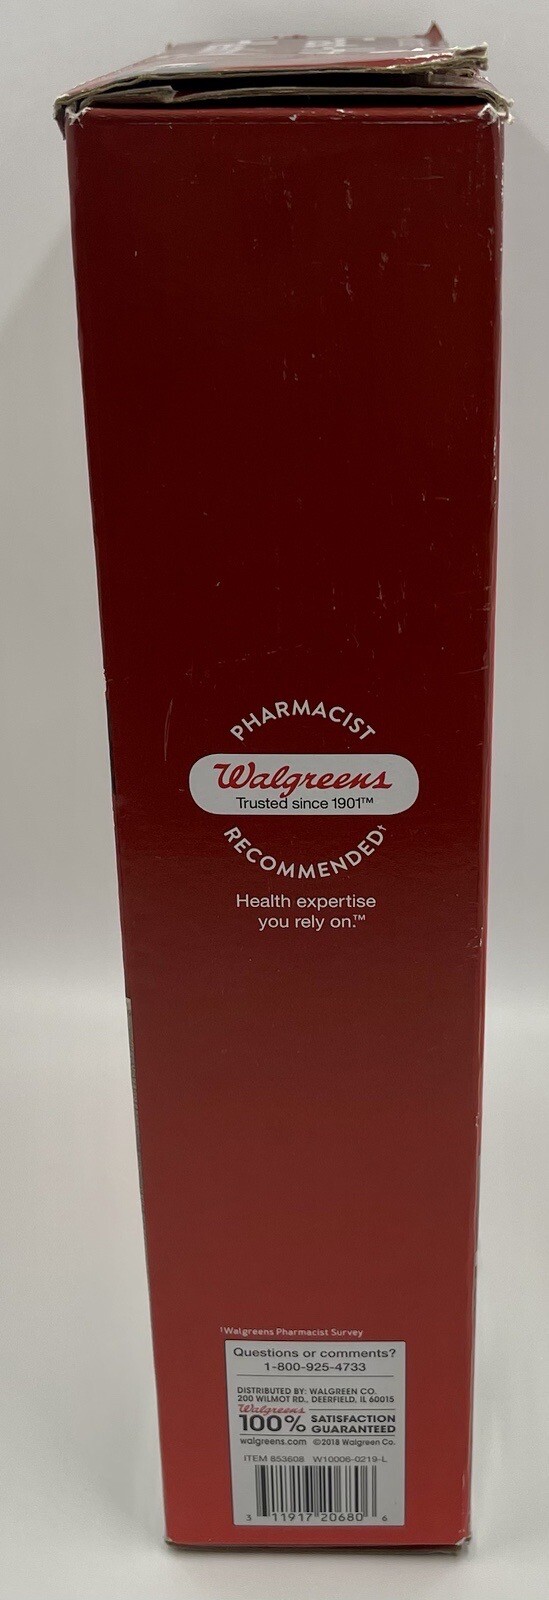 PHARMACIST
Walgreens
Trusted since 1901™
RECOMMENDED†
Health expertise
you rely on.™
†Walgreens Pharmacist Survey
Questions or comments?
1-800-925-4733
DISTRIBUTED BY: WALGREEN CO.
200 WILMOT RD., DEERFIELD, IL 60015
Walgreens
100% SATISFACTION GUARANTEED
walgreens.com ©2018 Walgreen Co.
ITEM 853608 W10006-0219-L
3 11917 20680 6